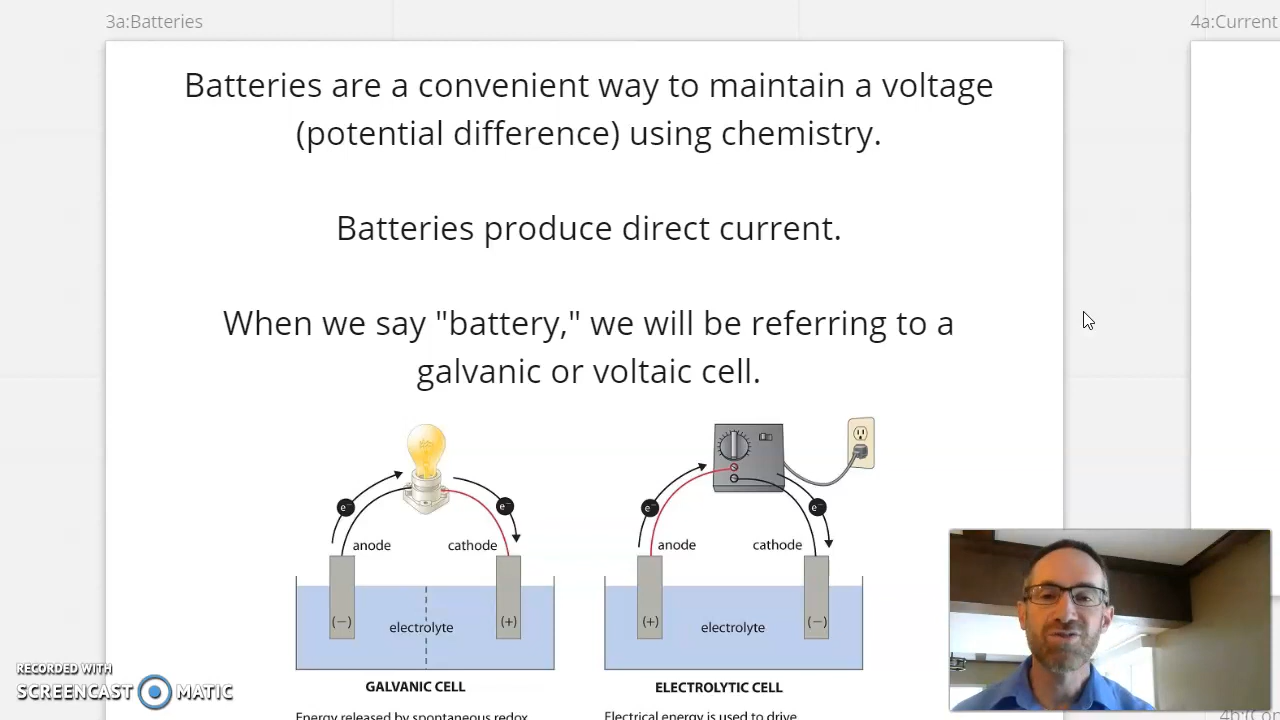 3a:Batteries
4a:Current
Batteries are a convenient way to maintain a voltage
(potential difference) using chemistry.
Batteries produce direct current.
When we say "battery," we will be referring to a
galvanic or voltaic cell.
e⁻ e⁻ e⁻ e⁻
anode cathode anode cathode
(−) electrolyte (+) (+) electrolyte (−)
GALVANIC CELL ELECTROLYTIC CELL
Energy released by spontaneous redox Electrical energy is used to drive
RECORDED WITH
SCREENCAST MATIC